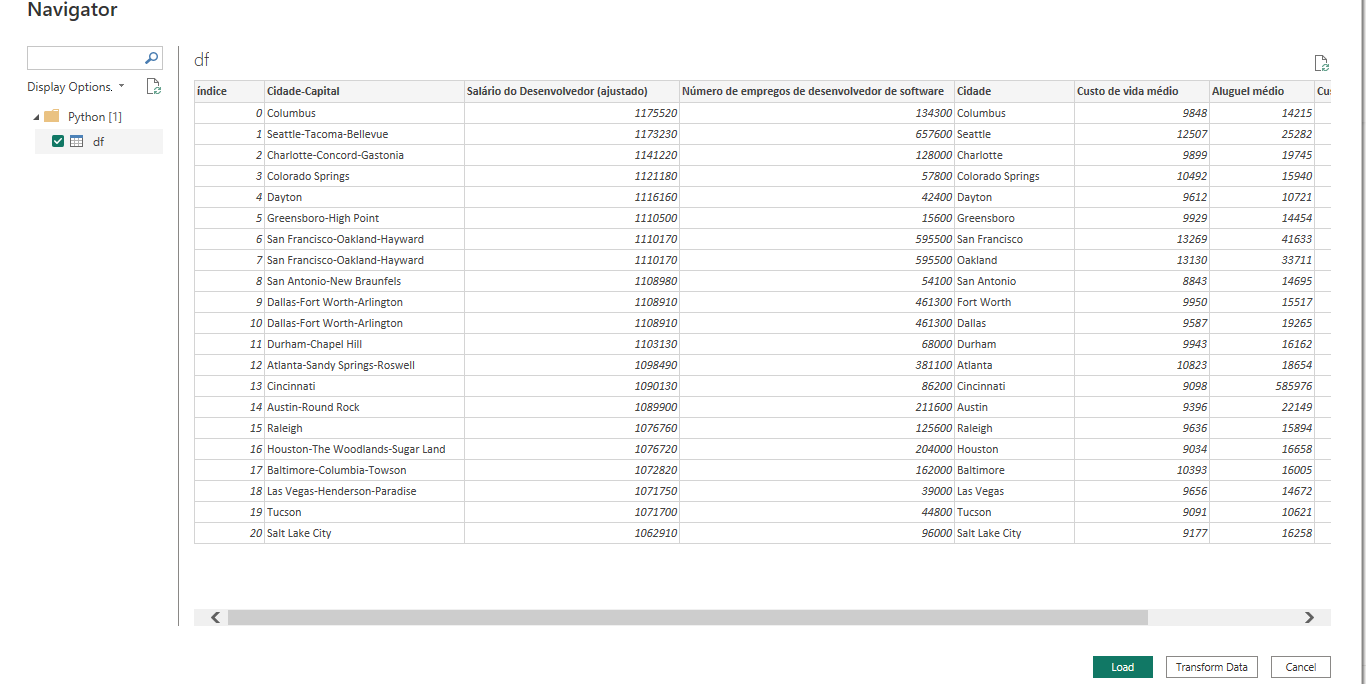 Navigator
Display Options.
Python [1]
df
df
índice Cidade-Capital Salário do Desenvolvedor (ajustado) Número de empregos de desenvolvedor de software Cidade Custo de vida médio Aluguel médio Cu
0 Columbus 1175520 134300 Columbus 9848 14215
1 Seattle-Tacoma-Bellevue 1173230 657600 Seattle 12507 25282
2 Charlotte-Concord-Gastonia 1141220 128000 Charlotte 9899 19745
3 Colorado Springs 1121180 57800 Colorado Springs 10492 15940
4 Dayton 1116160 42400 Dayton 9612 10721
5 Greensboro-High Point 1110500 15600 Greensboro 9929 14454
6 San Francisco-Oakland-Hayward 1110170 595500 San Francisco 13269 41633
7 San Francisco-Oakland-Hayward 1110170 595500 Oakland 13130 33711
8 San Antonio-New Braunfels 1108980 54100 San Antonio 8843 14695
9 Dallas-Fort Worth-Arlington 1108910 461300 Fort Worth 9950 15517
10 Dallas-Fort Worth-Arlington 1108910 461300 Dallas 9587 19265
11 Durham-Chapel Hill 1103130 68000 Durham 9943 16162
12 Atlanta-Sandy Springs-Roswell 1098490 381100 Atlanta 10823 18654
13 Cincinnati 1090130 86200 Cincinnati 9098 585976
14 Austin-Round Rock 1089900 211600 Austin 9396 22149
15 Raleigh 1076760 125600 Raleigh 9636 15894
16 Houston-The Woodlands-Sugar Land 1076720 204000 Houston 9034 16658
17 Baltimore-Columbia-Towson 1072820 162000 Baltimore 10393 16005
18 Las Vegas-Henderson-Paradise 1071750 39000 Las Vegas 9656 14672
19 Tucson 1071700 44800 Tucson 9091 10621
20 Salt Lake City 1062910 96000 Salt Lake City 9177 16258
Load Transform Data Cancel